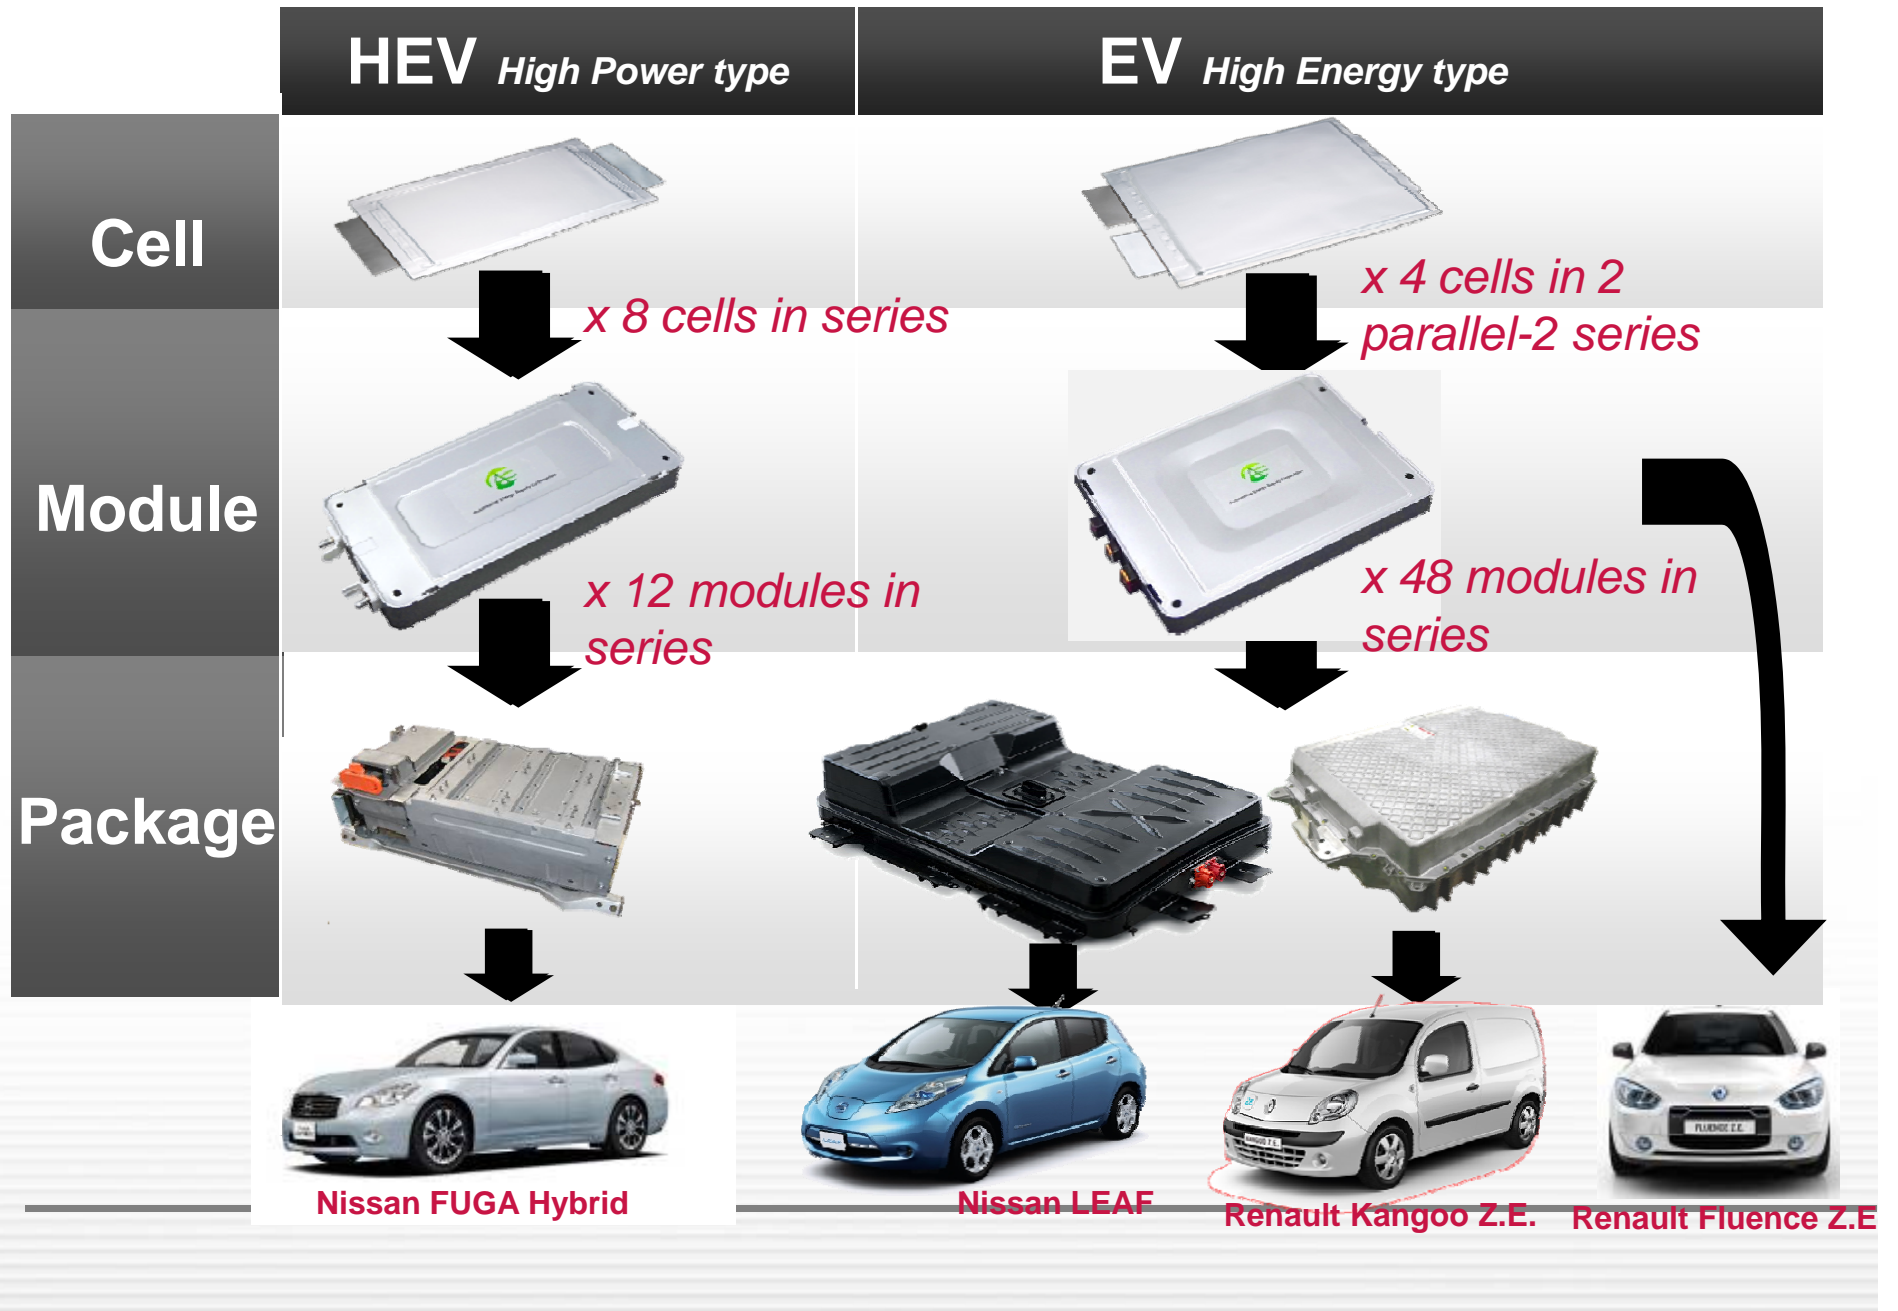 HEV High Power type
EV High Energy type
Cell
x 8 cells in series
x 4 cells in 2
parallel-2 series
Module
x 12 modules in
series
x 48 modules in
series
Package
KANGOO Z.E.
FLUENCE Z.E.
Nissan FUGA Hybrid
Nissan LEAF
Renault Kangoo Z.E.
Renault Fluence Z.E